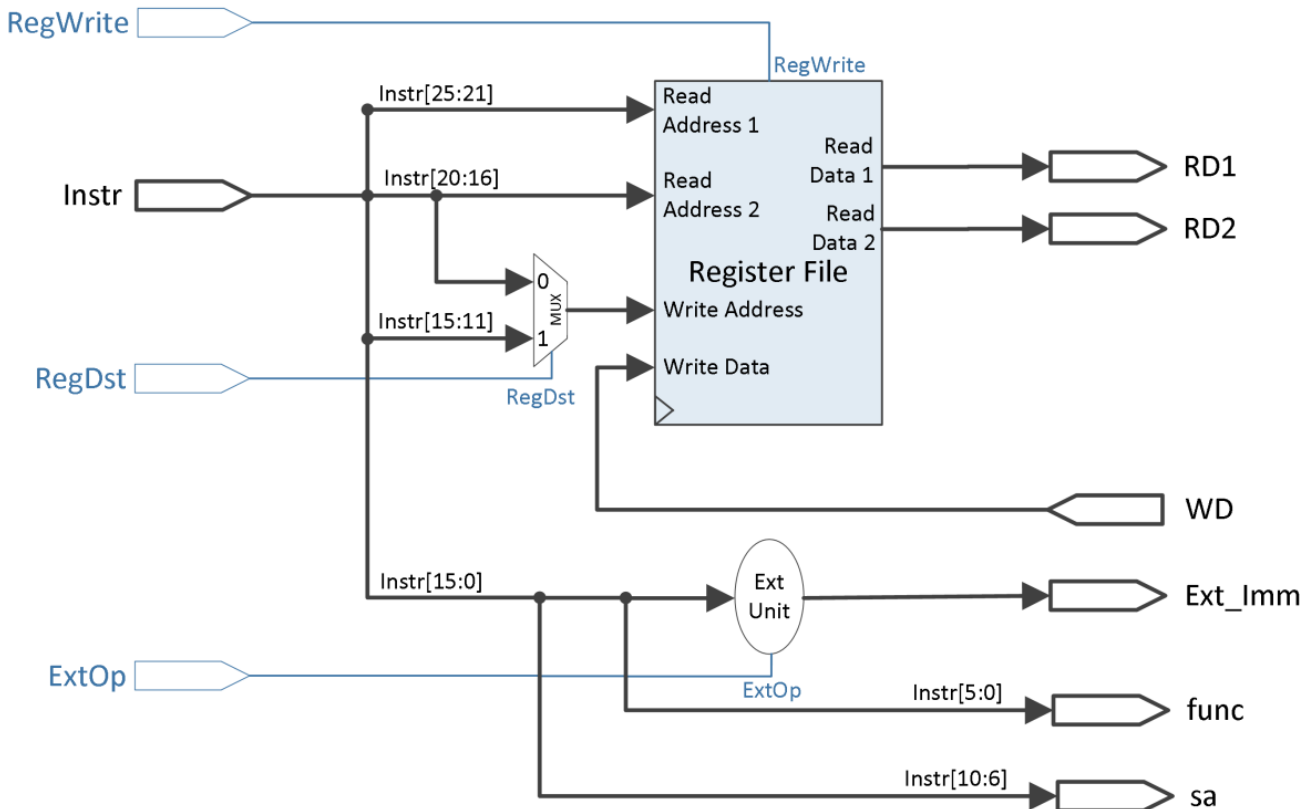 RegWrite
RegWrite
Instr[25:21]
Read
Address 1
Read
Data 1
RD1
Instr
Instr[20:16]
Read
Address 2
Read
Data 2
RD2
Register File
0
MUX
1
Write Address
Instr[15:11]
Write Data
RegDst
RegDst
WD
Instr[15:0]
Ext
Unit
Ext_Imm
ExtOp
ExtOp
Instr[5:0]
func
Instr[10:6]
sa